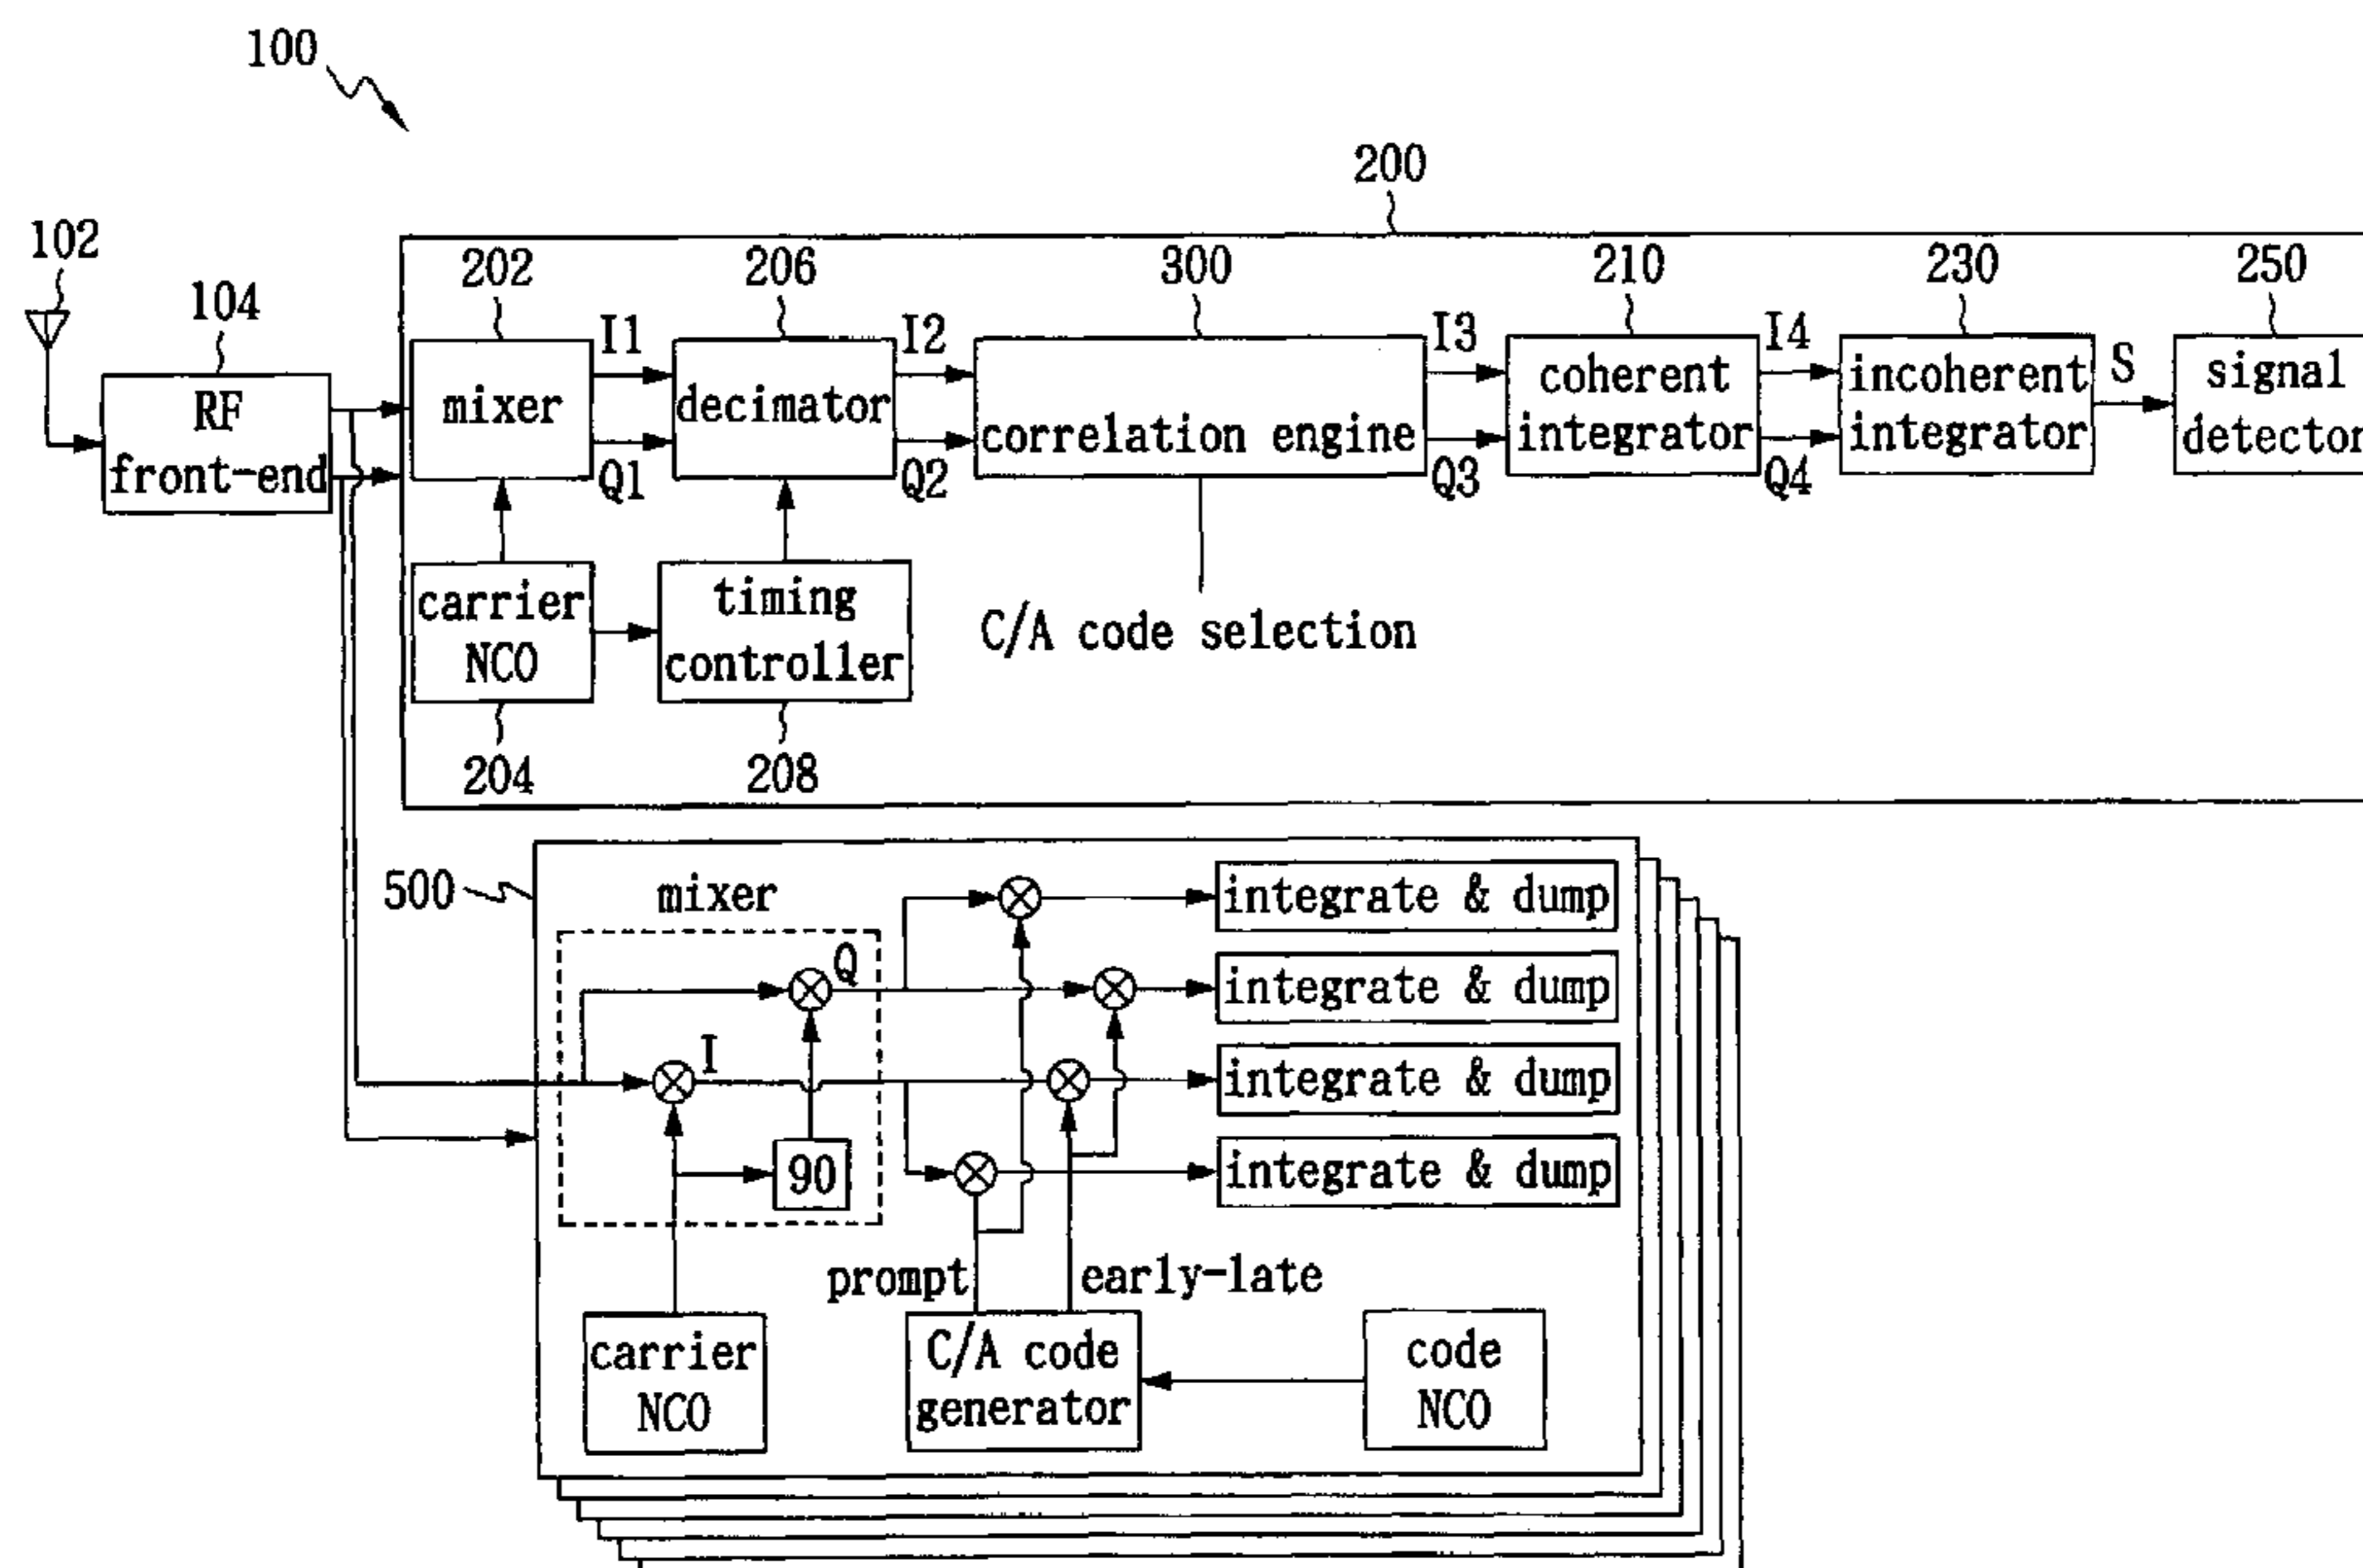 100
200
102
104
202
206
300
210
230
250
I1
I2
I3
I4
S
RF
front-end
mixer
decimator
correlation engine
coherent
integrator
incoherent
integrator
signal
detector
Q1
Q2
Q3
Q4
carrier
NCO
timing
controller
C/A code selection
204
208
500
mixer
integrate & dump
Q
integrate & dump
I
integrate & dump
90
integrate & dump
prompt
early-late
carrier
NCO
C/A code
generator
code
NCO